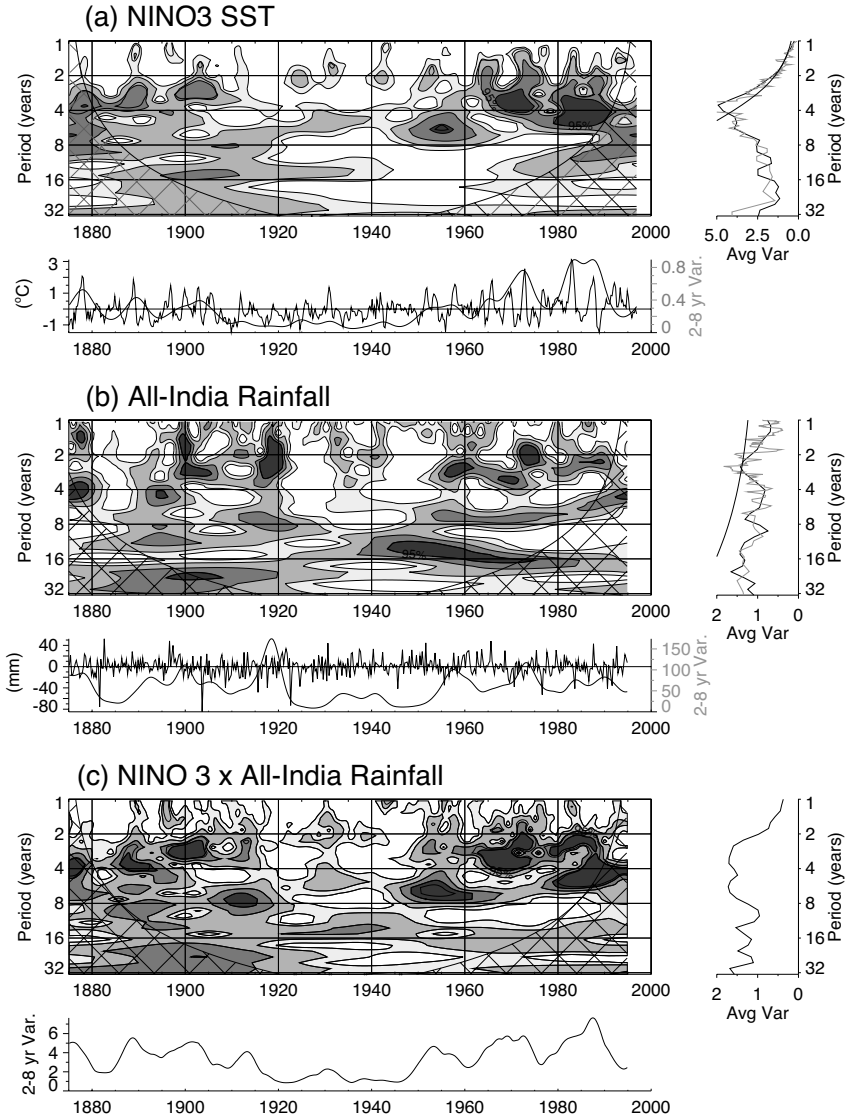 (a) NINO3 SST
Period (years)
1
2
4
8
16
32
95%
95%
1880 1900 1920 1940 1960 1980 2000
Period (years)
1
2
4
8
16
32
5.0 2.5 0.0
Avg Var
(°C)
3
1
-1
0.8
0.4
0
2-8 yr Var.
1880 1900 1920 1940 1960 1980 2000
(b) All-India Rainfall
Period (years)
1
2
4
8
16
32
95%
1880 1900 1920 1940 1960 1980 2000
Period (years)
1
2
4
8
16
32
2 1 0
Avg Var
(mm)
40
0
-40
-80
150
100
50
0
2-8 yr Var.
1880 1900 1920 1940 1960 1980 2000
(c) NINO 3 x All-India Rainfall
Period (years)
1
2
4
8
16
32
1880 1900 1920 1940 1960 1980 2000
Period (years)
1
2
4
8
16
32
2 1 0
Avg Var
2-8 yr Var.
6
4
2
0
1880 1900 1920 1940 1960 1980 2000